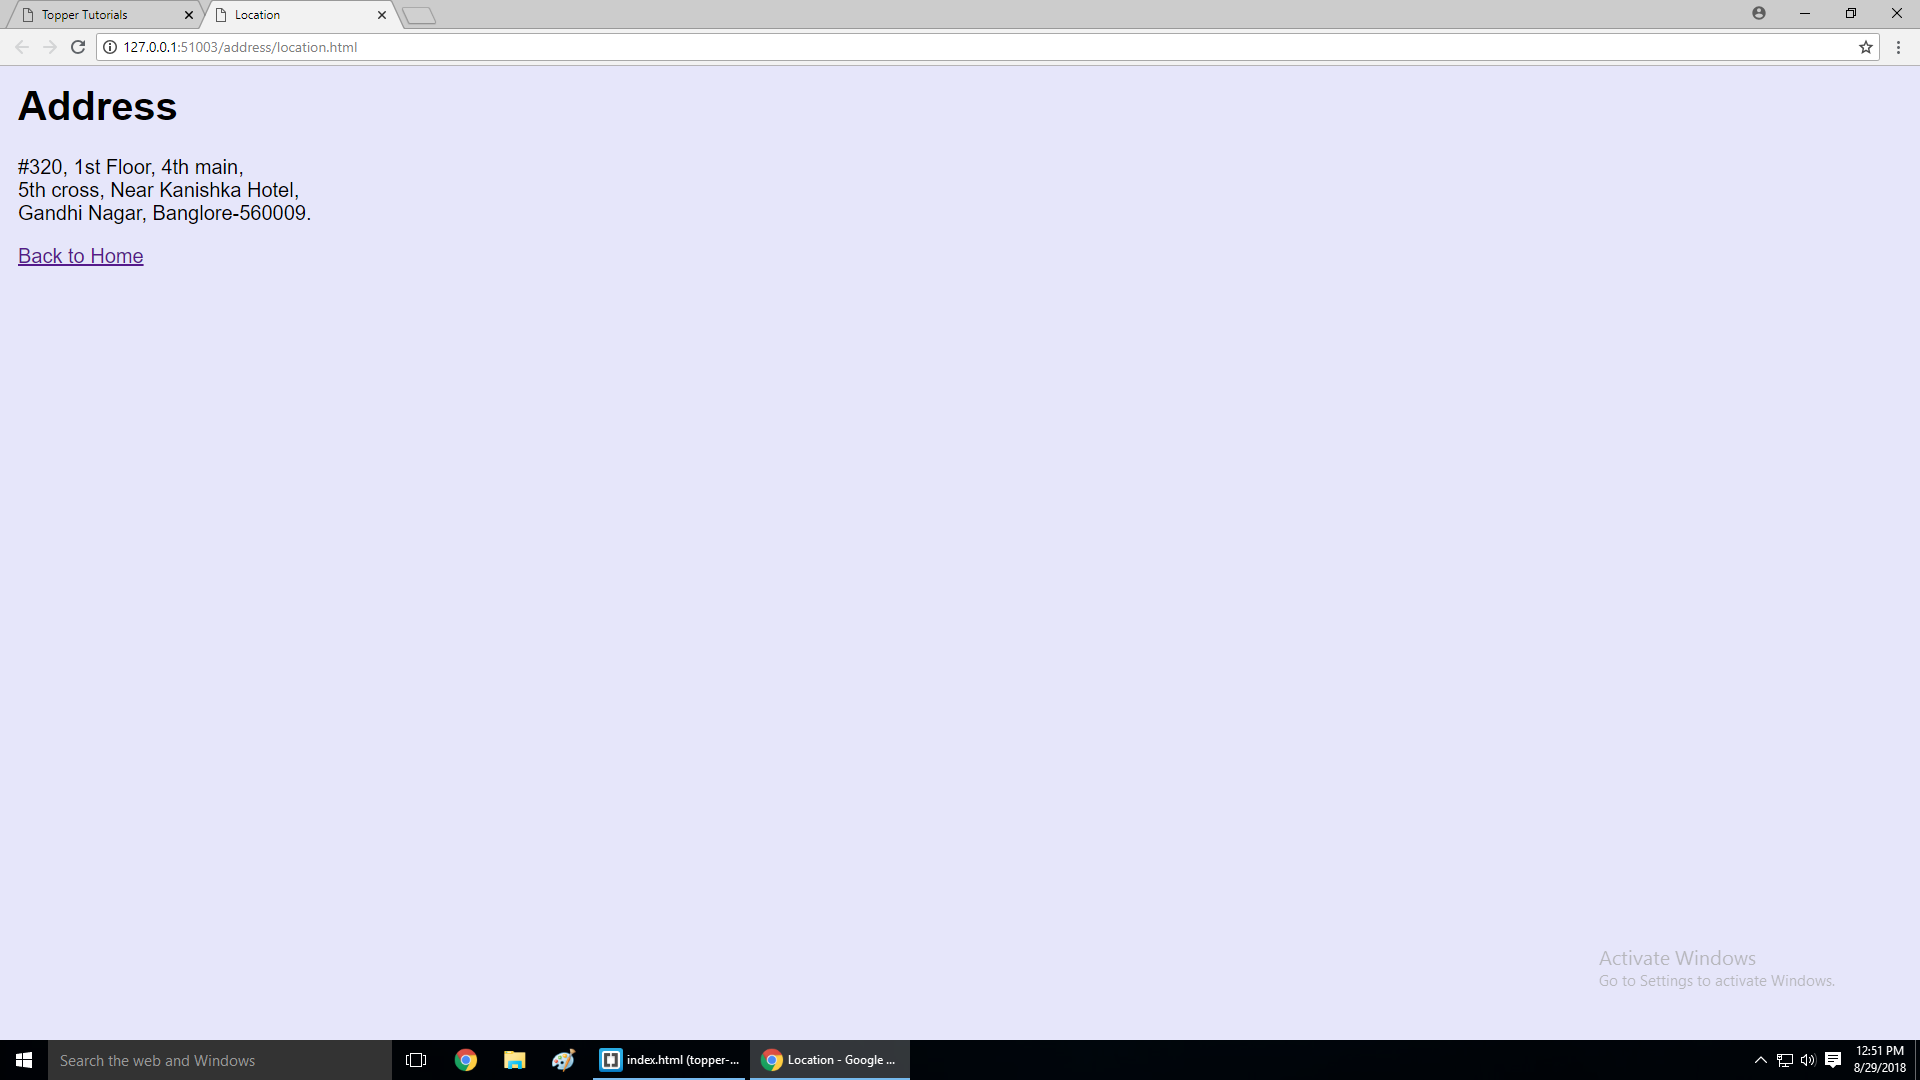 Topper Tutorials
Location
127.0.0.1:51003/address/location.html
Address
#320, 1st Floor, 4th main,
5th cross, Near Kanishka Hotel,
Gandhi Nagar, Banglore-560009.
Back to Home
Activate Windows
Go to Settings to activate Windows.
Search the web and Windows
index.html (topper-...
Location - Google ...
12:51 PM
8/29/2018